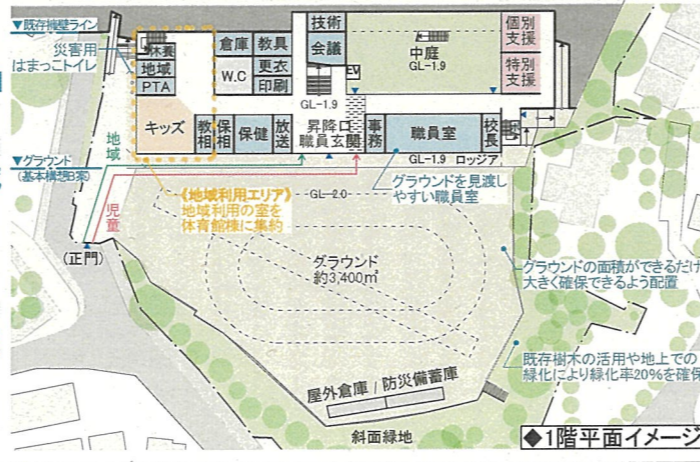 ▼既存擁壁ライン
災害用
はまっこトイレ
休養
地域
PTA
キッズ
倉庫
教具
W.C
更衣
印刷
技術
会議
EV
中庭
GL-1.9
個別
支援
特別
支援
GL-1.9
教相
保相
保健
放送
昇降口
職員玄関
事務
職員室
校長
GL-1.9 ロッジア
地域
▼グラウンド
(基本構想B案)
児童
《地域利用エリア》
地域利用の室を
体育館棟に集約
GL-2.0
グラウンドを見渡し
やすい職員室
(正門)
グラウンド
約3,400㎡
グラウンドの面積ができるだけ
大きく確保できるよう配置
既存樹木の活用や地上での
緑化により緑化率20%を確保
屋外倉庫 / 防災備蓄庫
斜面緑地
◆1階平面イメージ